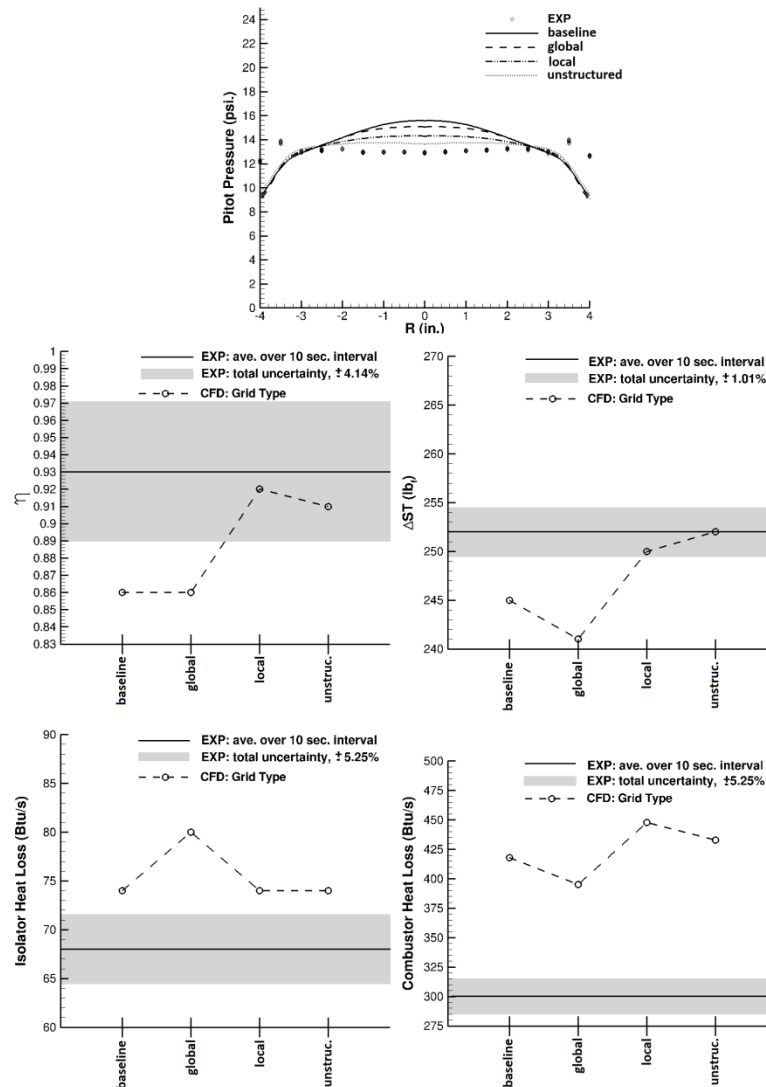 EXP
baseline
global
local
unstructured
Pitot Pressure (psi.)
24
22
20
18
16
14
12
10
8
6
4
2
0
-4 -3 -2 -1 0 1 2 3 4
R (in.)
EXP: ave. over 10 sec. interval
EXP: total uncertainty, ±4.14%
CFD: Grid Type
η
1
0.99
0.98
0.97
0.96
0.95
0.94
0.93
0.92
0.91
0.9
0.89
0.88
0.87
0.86
0.85
0.84
0.83
baseline
global
local
unstruc.
EXP: ave. over 10 sec. interval
EXP: total uncertainty, ±1.01%
CFD: Grid Type
ΔST (lbf)
270
265
260
255
250
245
240
baseline
global
local
unstruc.
EXP: ave. over 10 sec. interval
EXP: total uncertainty, ±5.25%
CFD: Grid Type
Isolator Heat Loss (Btu/s)
90
85
80
75
70
65
60
baseline
global
local
unstruc.
EXP: ave. over 10 sec. interval
EXP: total uncertainty, ±5.25%
CFD: Grid Type
Combustor Heat Loss (Btu/s)
500
475
450
425
400
375
350
325
300
275
baseline
global
local
unstruc.